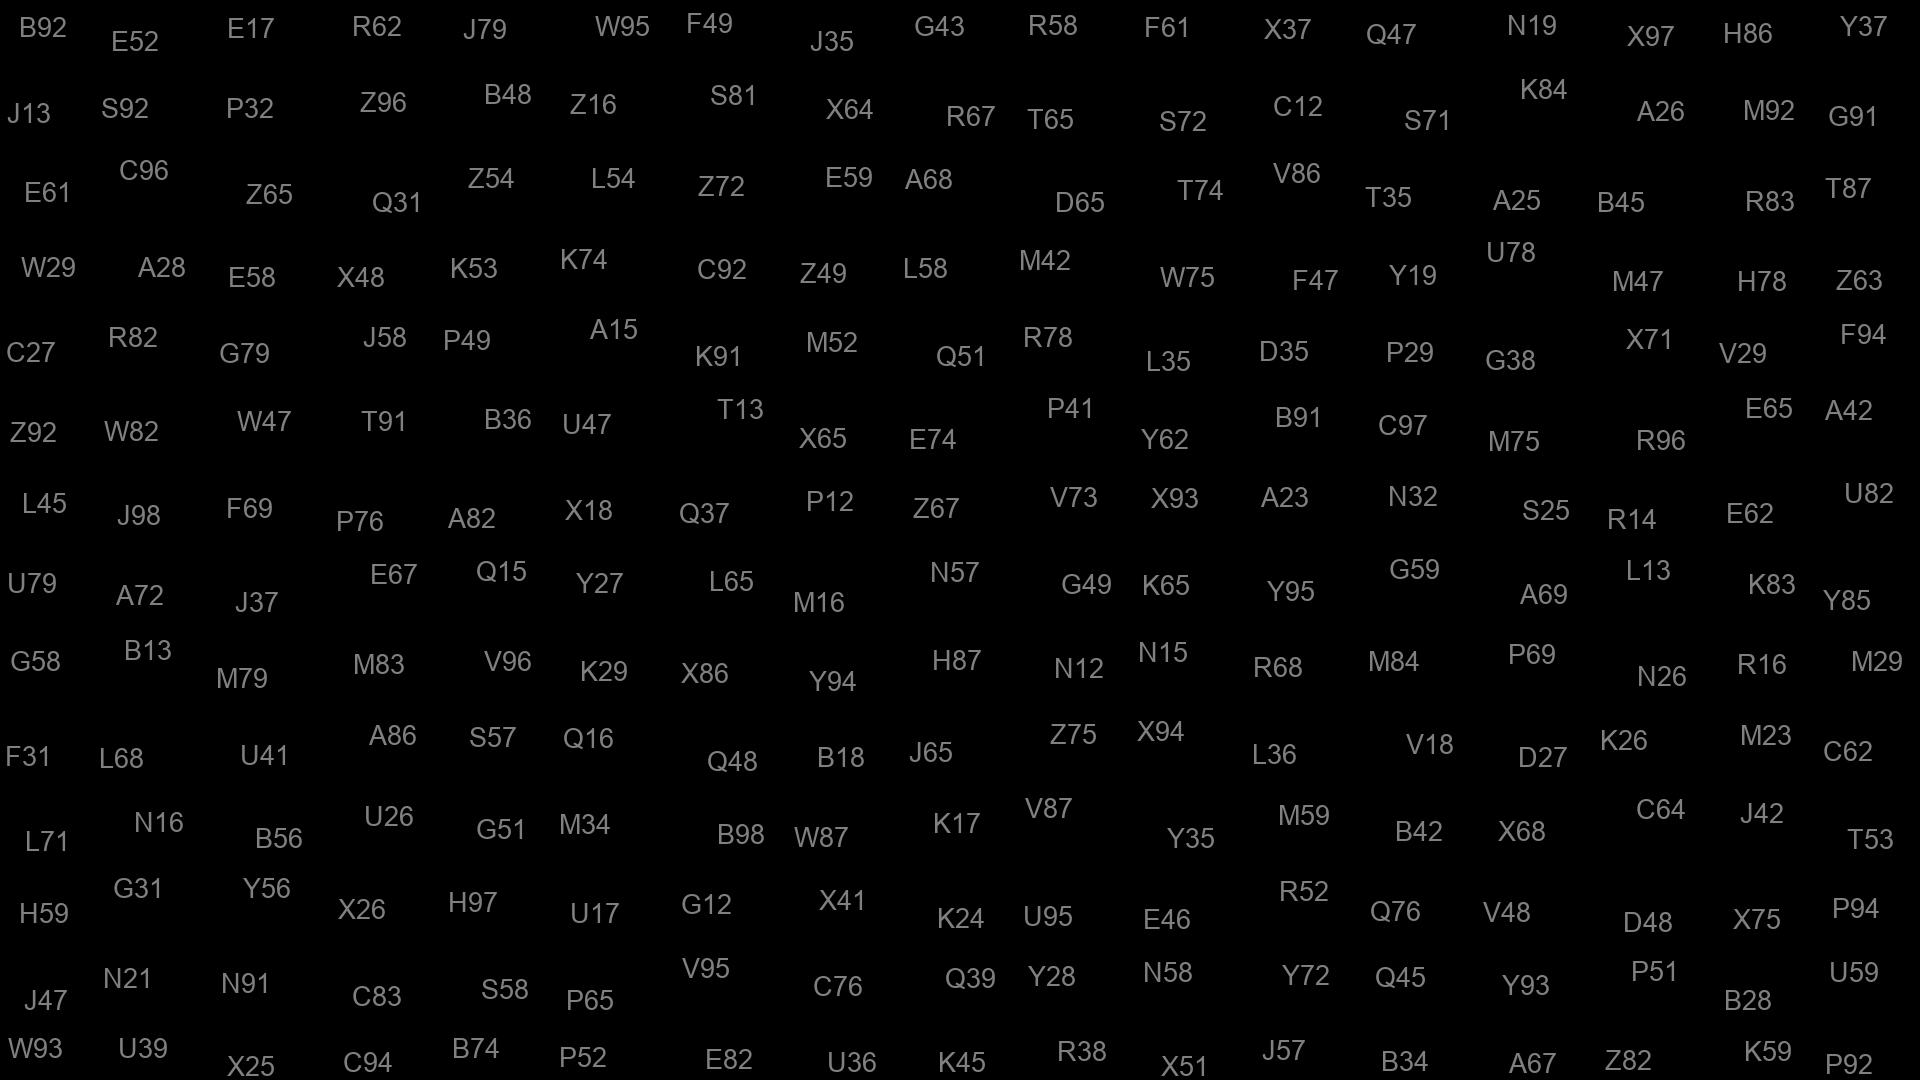 B92 E52 E17 R62 J79 W95 F49 J35 G43 R58 F61 X37 Q47 N19 X97 H86 Y37
J13 S92 P32 Z96 B48 Z16 S81 X64 R67 T65 S72 C12 S71 K84 A26 M92 G91
E61 C96 Z65 Q31 Z54 L54 Z72 E59 A68 D65 T74 V86 T35 A25 B45 R83 T87
W29 A28 E58 X48 K53 K74 C92 Z49 L58 M42 W75 F47 Y19 U78 M47 H78 Z63
C27 R82 G79 J58 P49 A15 K91 M52 Q51 R78 L35 D35 P29 G38 X71 V29 F94
Z92 W82 W47 T91 B36 U47 T13 X65 E74 P41 Y62 B91 C97 M75 R96 E65 A42
L45 J98 F69 P76 A82 X18 Q37 P12 Z67 V73 X93 A23 N32 S25 R14 E62 U82
U79 A72 J37 E67 Q15 Y27 L65 M16 N57 G49 K65 Y95 G59 A69 L13 K83 Y85
G58 B13 M79 M83 V96 K29 X86 Y94 H87 N12 N15 R68 M84 P69 N26 R16 M29
F31 L68 U41 A86 S57 Q16 Q48 B18 J65 Z75 X94 L36 V18 D27 K26 M23 C62
L71 N16 B56 U26 G51 M34 B98 W87 K17 V87 Y35 M59 B42 X68 C64 J42 T53
H59 G31 Y56 X26 H97 U17 G12 X41 K24 U95 E46 R52 Q76 V48 D48 X75 P94
J47 N21 N91 C83 S58 P65 V95 C76 Q39 Y28 N58 Y72 Q45 Y93 P51 B28 U59
W93 U39 X25 C94 B74 P52 E82 U36 K45 R38 X51 J57 B34 A67 Z82 K59 P92